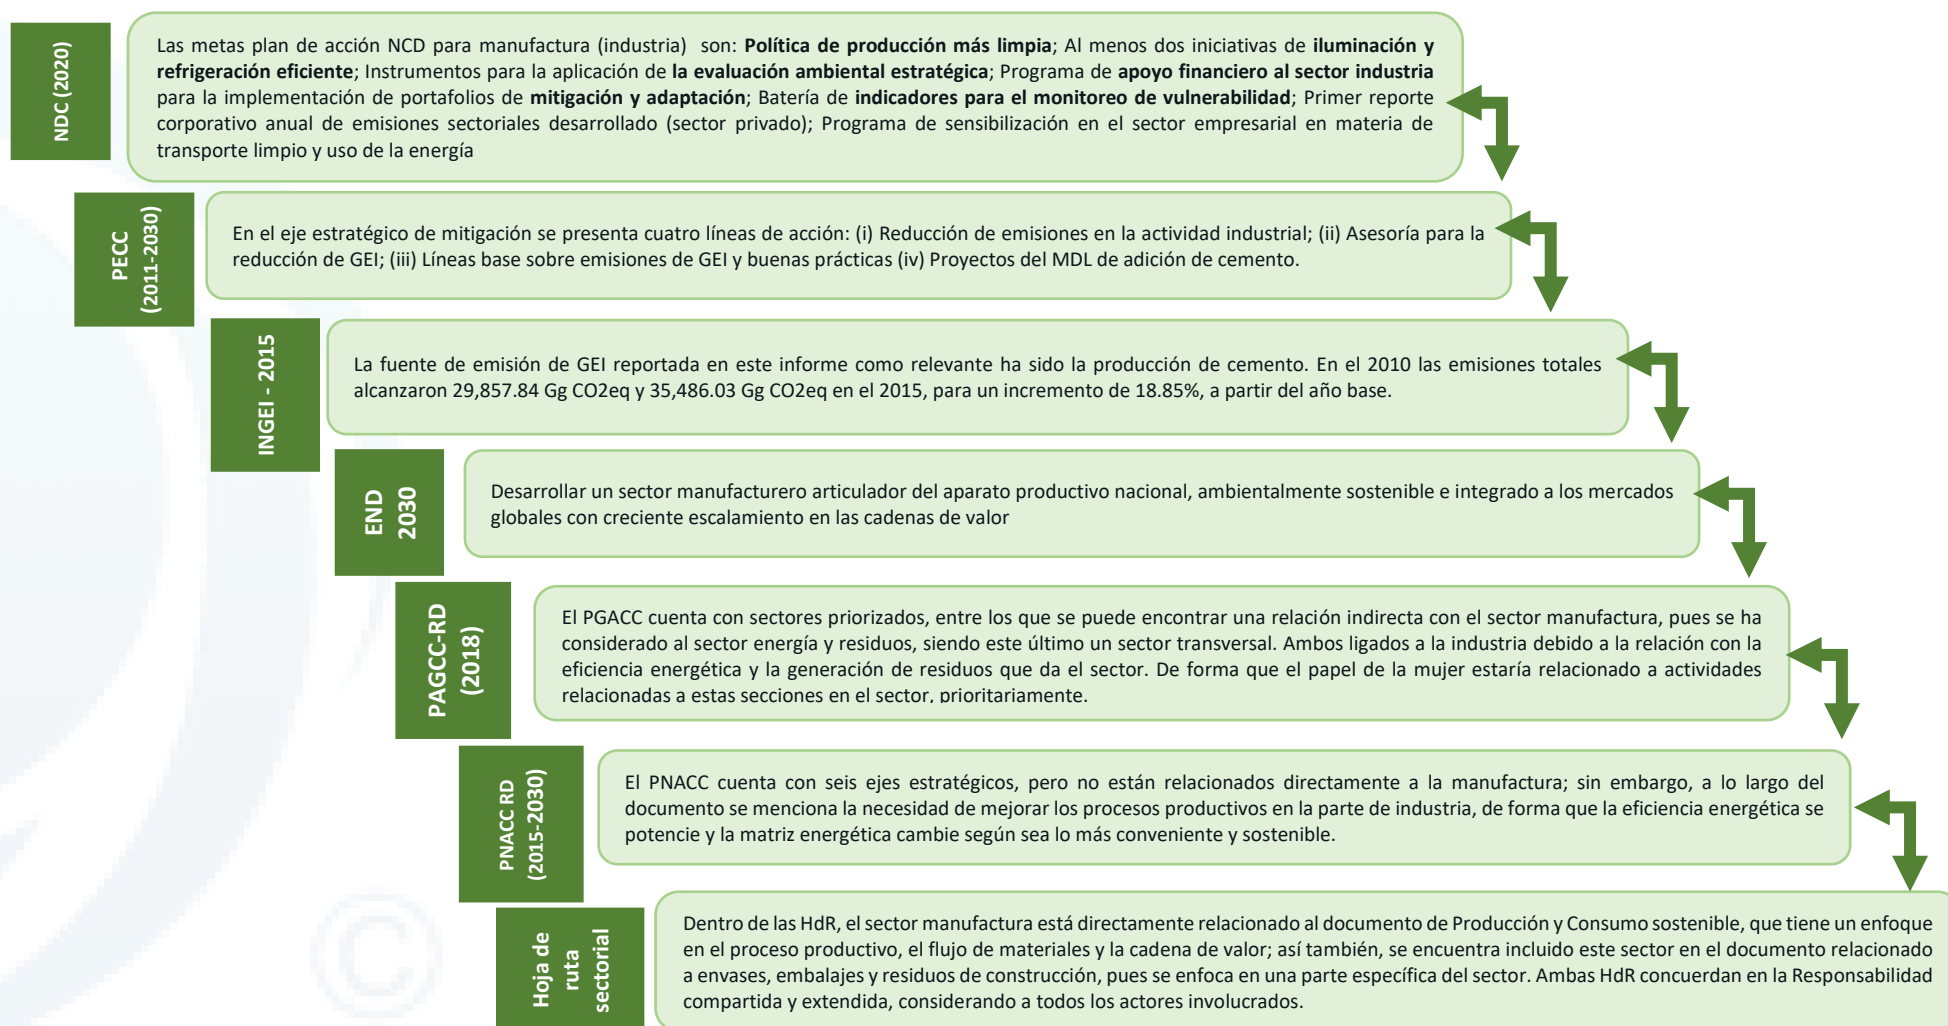 NDC (2020)
Las metas plan de acción NCD para manufactura (industria) son: Política de producción más limpia; Al menos dos iniciativas de iluminación y
refrigeración eficiente; Instrumentos para la aplicación de la evaluación ambiental estratégica; Programa de apoyo financiero al sector industria
para la implementación de portafolios de mitigación y adaptación; Batería de indicadores para el monitoreo de vulnerabilidad; Primer reporte
corporativo anual de emisiones sectoriales desarrollado (sector privado); Programa de sensibilización en el sector empresarial en materia de
transporte limpio y uso de la energía
PECC
(2011-2030)
En el eje estratégico de mitigación se presenta cuatro líneas de acción: (i) Reducción de emisiones en la actividad industrial; (ii) Asesoría para la
reducción de GEI; (iii) Líneas base sobre emisiones de GEI y buenas prácticas (iv) Proyectos del MDL de adición de cemento.
INGEI - 2015
La fuente de emisión de GEI reportada en este informe como relevante ha sido la producción de cemento. En el 2010 las emisiones totales
alcanzaron 29,857.84 Gg CO2eq y 35,486.03 Gg CO2eq en el 2015, para un incremento de 18.85%, a partir del año base.
END
2030
Desarrollar un sector manufacturero articulador del aparato productivo nacional, ambientalmente sostenible e integrado a los mercados
globales con creciente escalamiento en las cadenas de valor
PAGCC-RD
(2018)
El PGACC cuenta con sectores priorizados, entre los que se puede encontrar una relación indirecta con el sector manufactura, pues se ha
considerado al sector energía y residuos, siendo este último un sector transversal. Ambos ligados a la industria debido a la relación con la
eficiencia energética y la generación de residuos que da el sector. De forma que el papel de la mujer estaría relacionado a actividades
relacionadas a estas secciones en el sector, prioritariamente.
PNACC RD
(2015-2030)
El PNACC cuenta con seis ejes estratégicos, pero no están relacionados directamente a la manufactura; sin embargo, a lo largo del
documento se menciona la necesidad de mejorar los procesos productivos en la parte de industria, de forma que la eficiencia energética se
potencie y la matriz energética cambie según sea lo más conveniente y sostenible.
Hoja de
ruta
sectorial
Dentro de las HdR, el sector manufactura está directamente relacionado al documento de Producción y Consumo sostenible, que tiene un enfoque
en el proceso productivo, el flujo de materiales y la cadena de valor; así también, se encuentra incluido este sector en el documento relacionado
a envases, embalajes y residuos de construcción, pues se enfoca en una parte específica del sector. Ambas HdR concuerdan en la Responsabilidad
compartida y extendida, considerando a todos los actores involucrados.
©